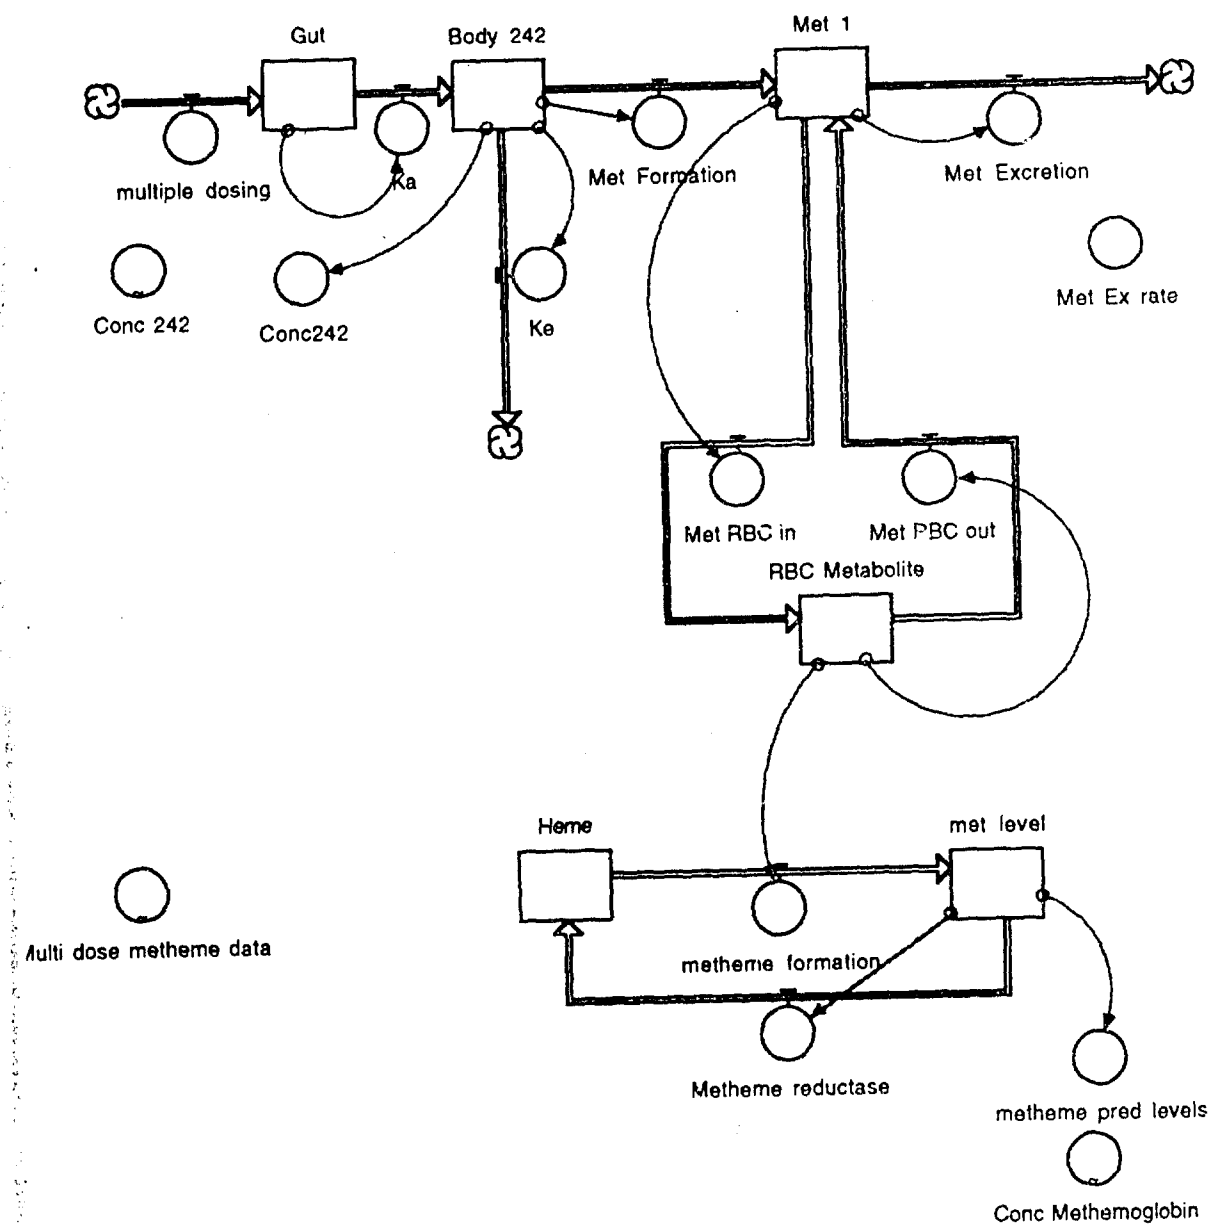 Gut
Body 242
Met 1
multiple dosing
Ka
Met Formation
Met Excretion
Conc 242
Conc242
Ke
Met Ex rate
Met RBC in
Met RBC out
RBC Metabolite
Heme
met level
dose metheme data
metheme formation
Metheme reductase
metheme pred levels
Conc Methemoglobin